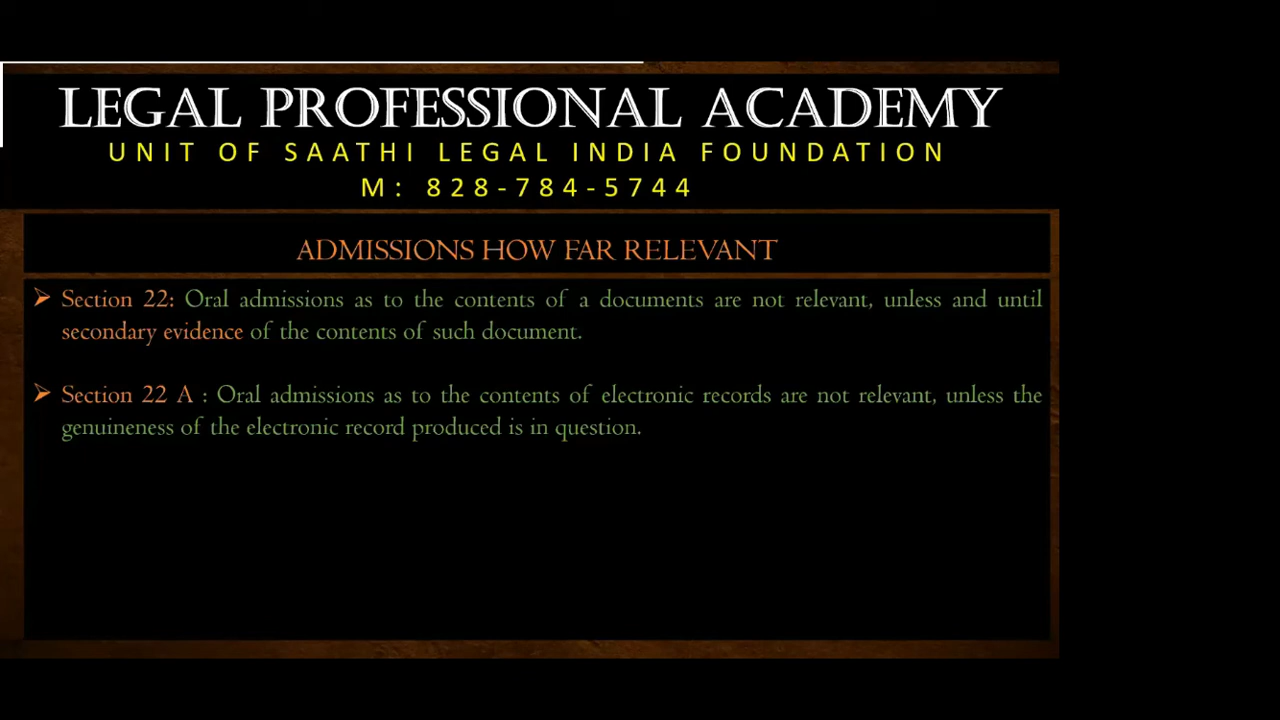 LEGAL PROFESSIONAL ACADEMY
UNIT OF SAATHI LEGAL INDIA FOUNDATION
M: 828-784-5744
ADMISSIONS HOW FAR RELEVANT
➤ Section 22: Oral admissions as to the contents of a documents are not relevant, unless and until
secondary evidence of the contents of such document.
➤ Section 22 A : Oral admissions as to the contents of electronic records are not relevant, unless the
genuineness of the electronic record produced is in question.